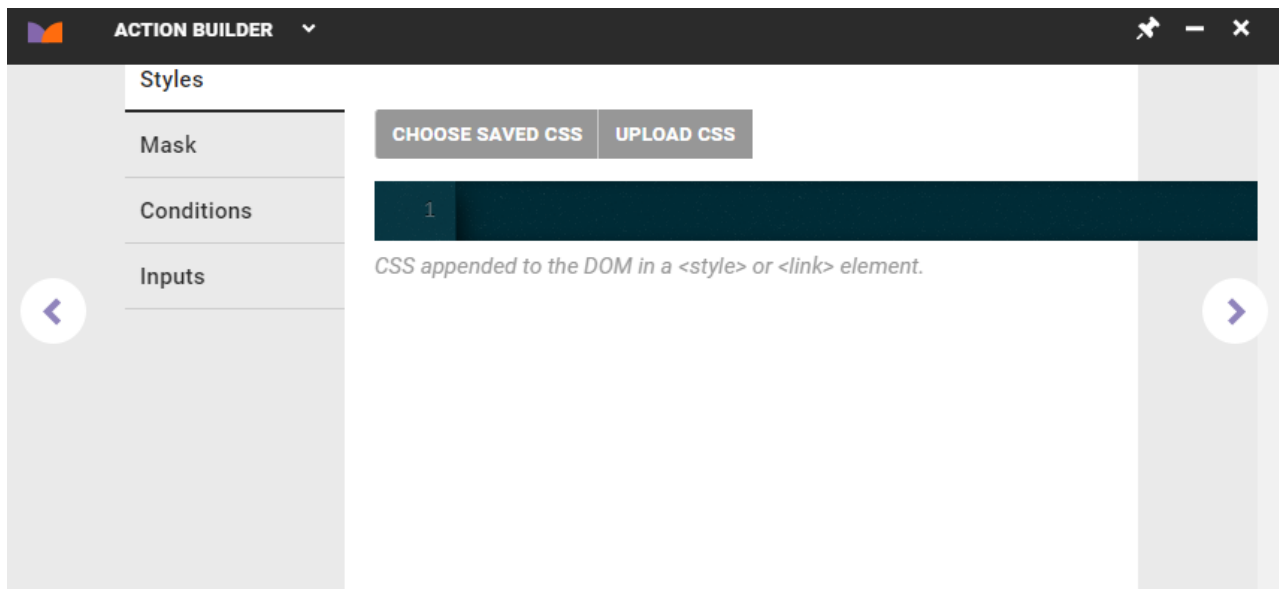 ACTION BUILDER
Styles
Mask
Conditions
Inputs
CHOOSE SAVED CSS UPLOAD CSS
1
CSS appended to the DOM in a <style> or <link> element.